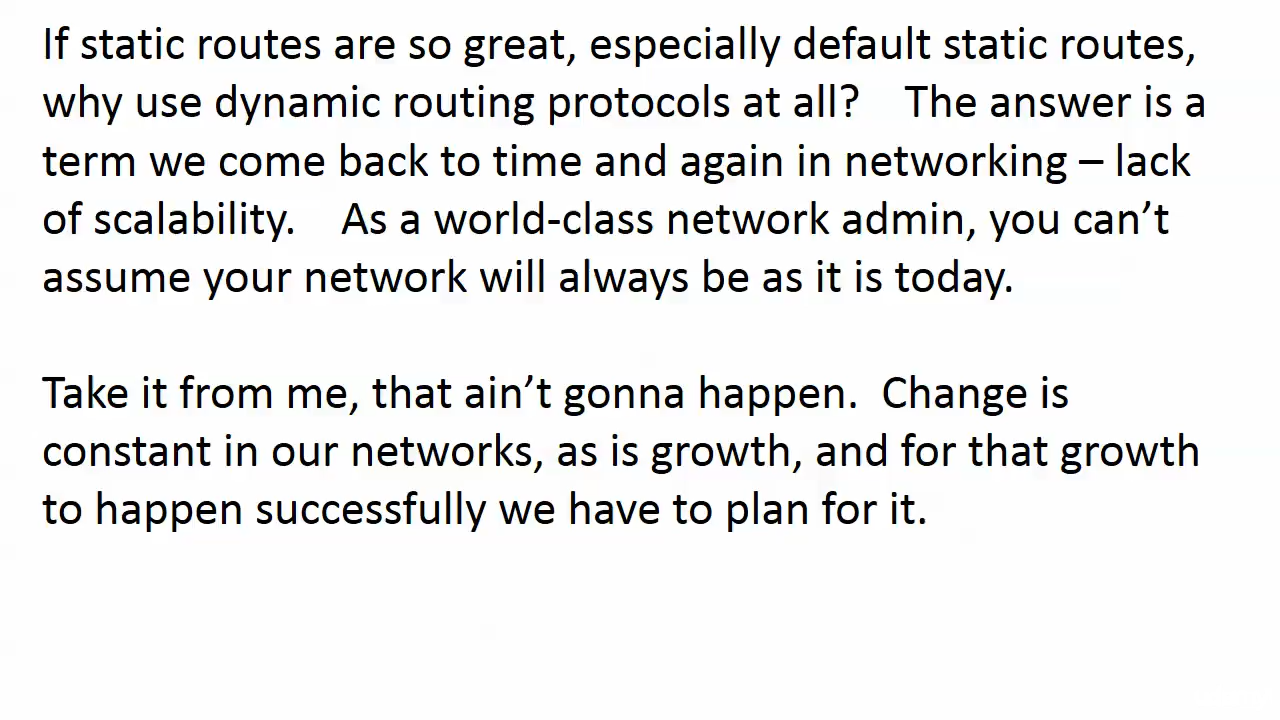 If static routes are so great, especially default static routes,
why use dynamic routing protocols at all?    The answer is a
term we come back to time and again in networking – lack
of scalability.    As a world-class network admin, you can’t
assume your network will always be as it is today.
Take it from me, that ain’t gonna happen.  Change is
constant in our networks, as is growth, and for that growth
to happen successfully we have to plan for it.